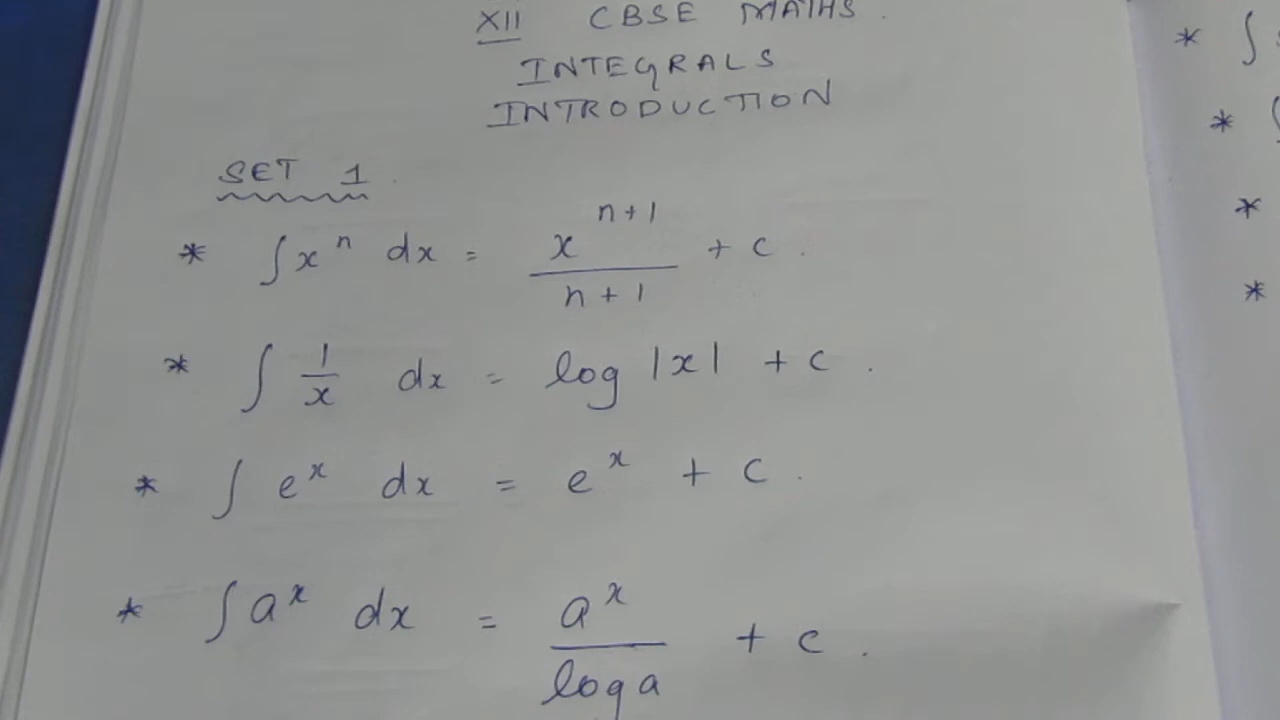 XII CBSE MATHS.
INTEGRALS
INTRODUCTION
SET 1.
* ∫ xⁿ dx = xⁿ⁺¹ / n+1 + c.
* ∫ 1/x dx = log |x| + c.
* ∫ eˣ dx = eˣ + c.
* ∫ aˣ dx = aˣ / log a + c.
* ∫
*
*
*